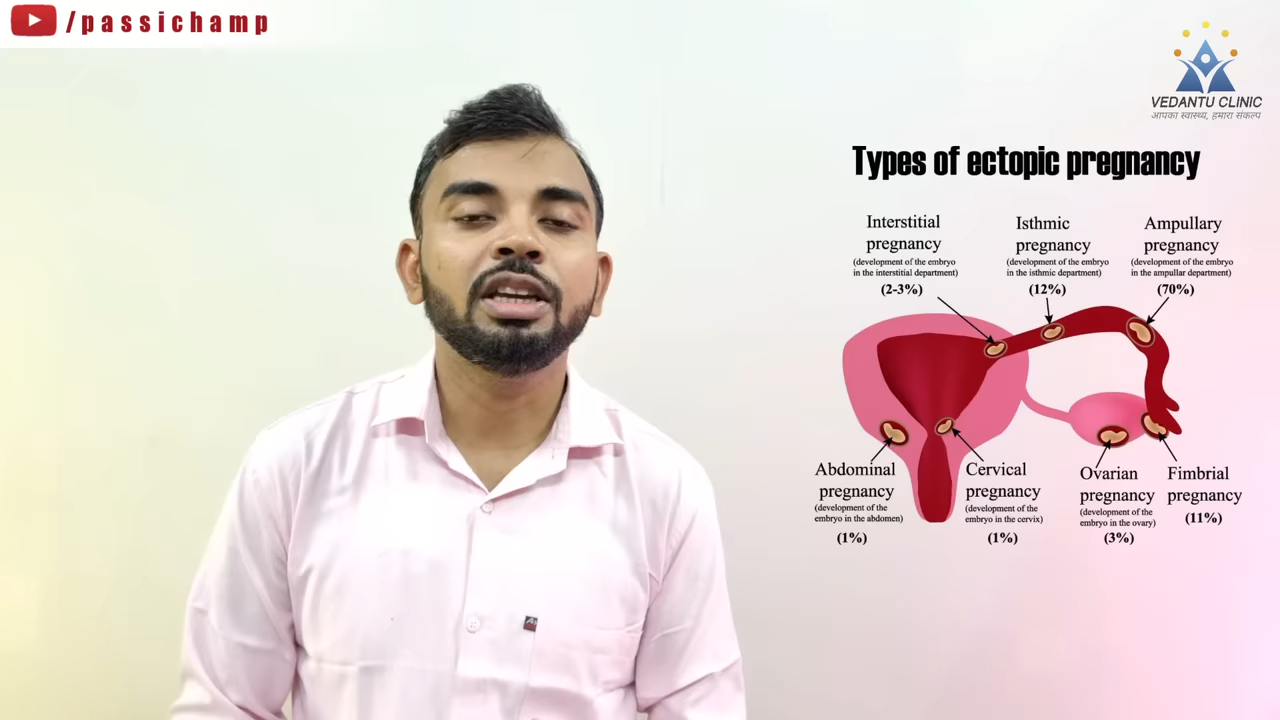 /passichamp
VEDANTU CLINIC
आपका स्वास्थ्य, हमारा संकल्प
Types of ectopic pregnancy
Interstitial
pregnancy
(development of the embryo
in the interstitial department)
(2-3%)
Isthmic
pregnancy
(development of the embryo
in the isthmic department)
(12%)
Ampullary
pregnancy
(development of the embryo
in the ampullar department)
(70%)
Abdominal
pregnancy
(development of the
embryo in the abdomen)
(1%)
Cervical
pregnancy
(development of the
embryo in the cervix)
(1%)
Ovarian
pregnancy
(development of the
embryo in the ovary)
(3%)
Fimbrial
pregnancy
(11%)